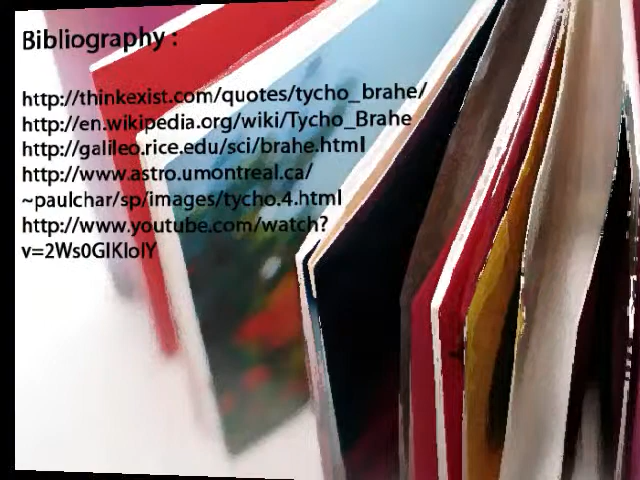 Bibliography :
http://thinkexist.com/quotes/tycho_brahe/
http://en.wikipedia.org/wiki/Tycho_Brahe
http://galileo.rice.edu/sci/brahe.html
http://www.astro.umontreal.ca/
~paulchar/sp/images/tycho.4.html
http://www.youtube.com/watch?
v=2Ws0GIKloIY